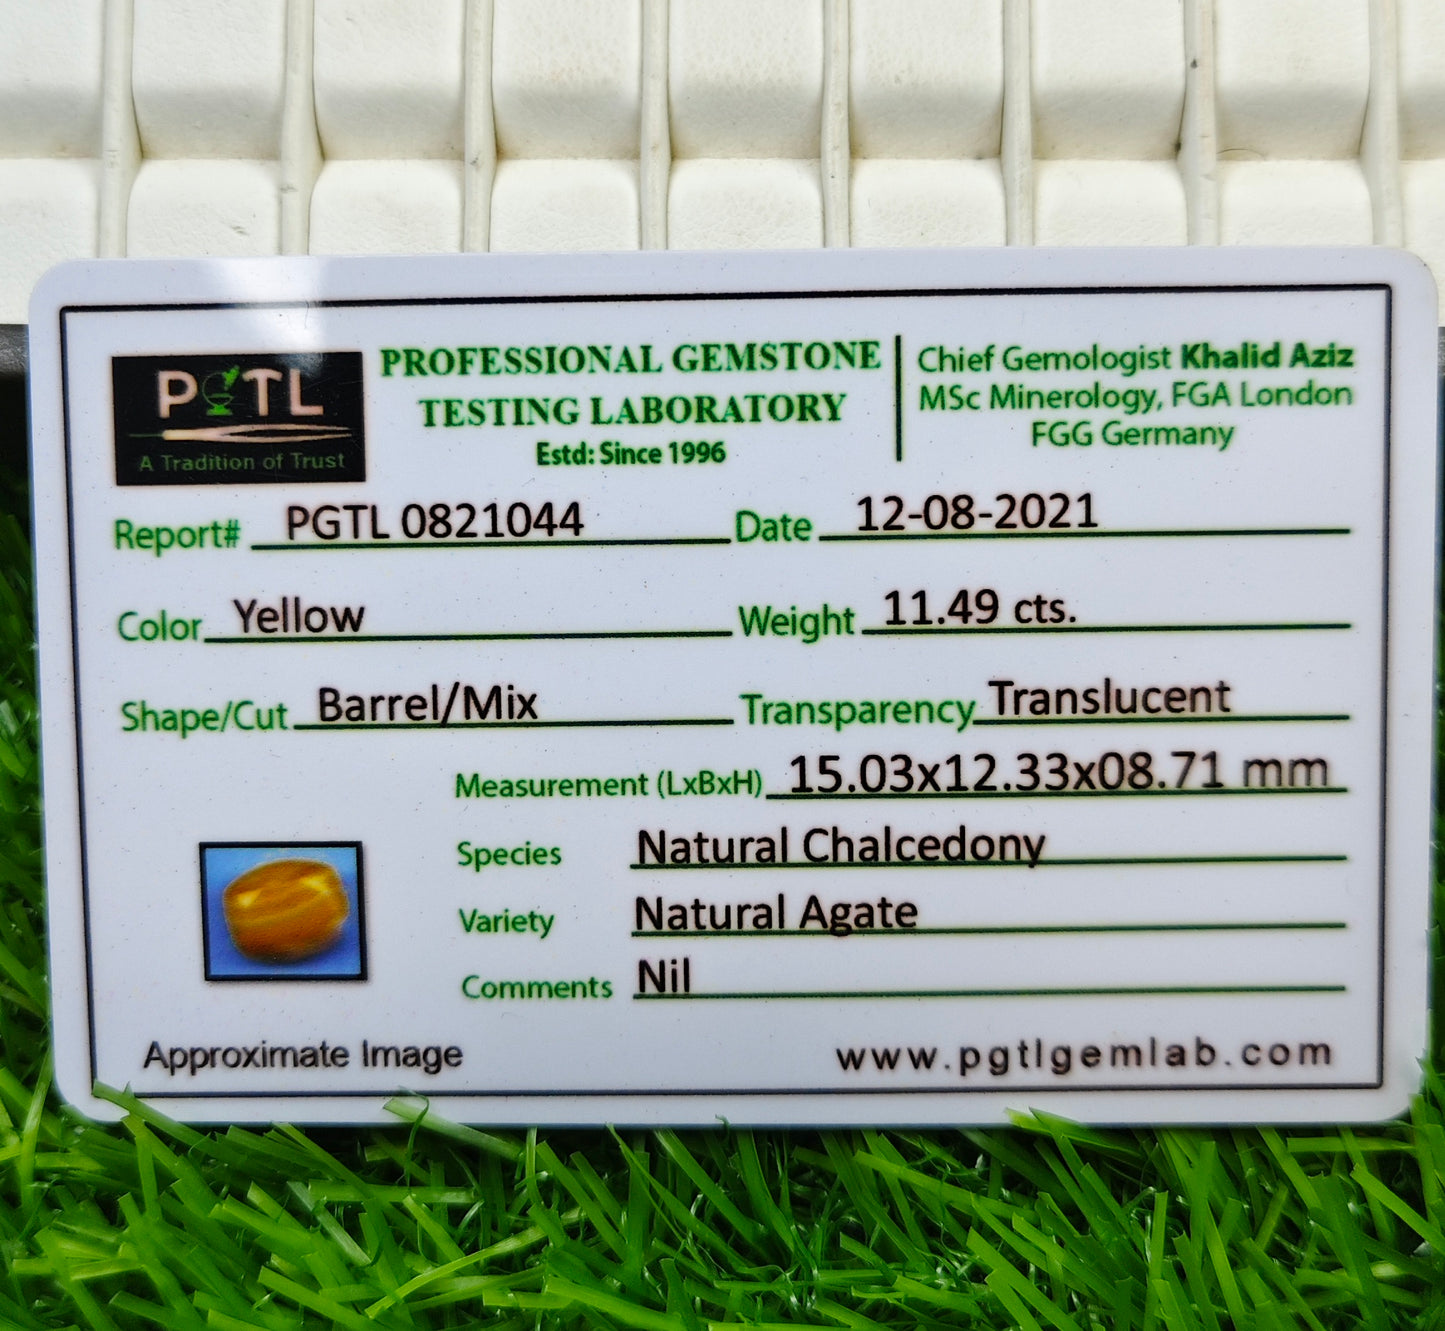 PGTL
A Tradition of Trust
PROFESSIONAL GEMSTONE
TESTING LABORATORY
Estd: Since 1996
Chief Gemologist Khalid Aziz
MSc Minerology, FGA London
FGG Germany
Report# PGTL 0821044 Date 12-08-2021
Color Yellow Weight 11.49 cts.
Shape/Cut Barrel/Mix Transparency Translucent
Measurement (LxBxH) 15.03x12.33x08.71 mm
Species Natural Chalcedony
Variety Natural Agate
Comments Nil
Approximate Image www.pgtlgemlab.com